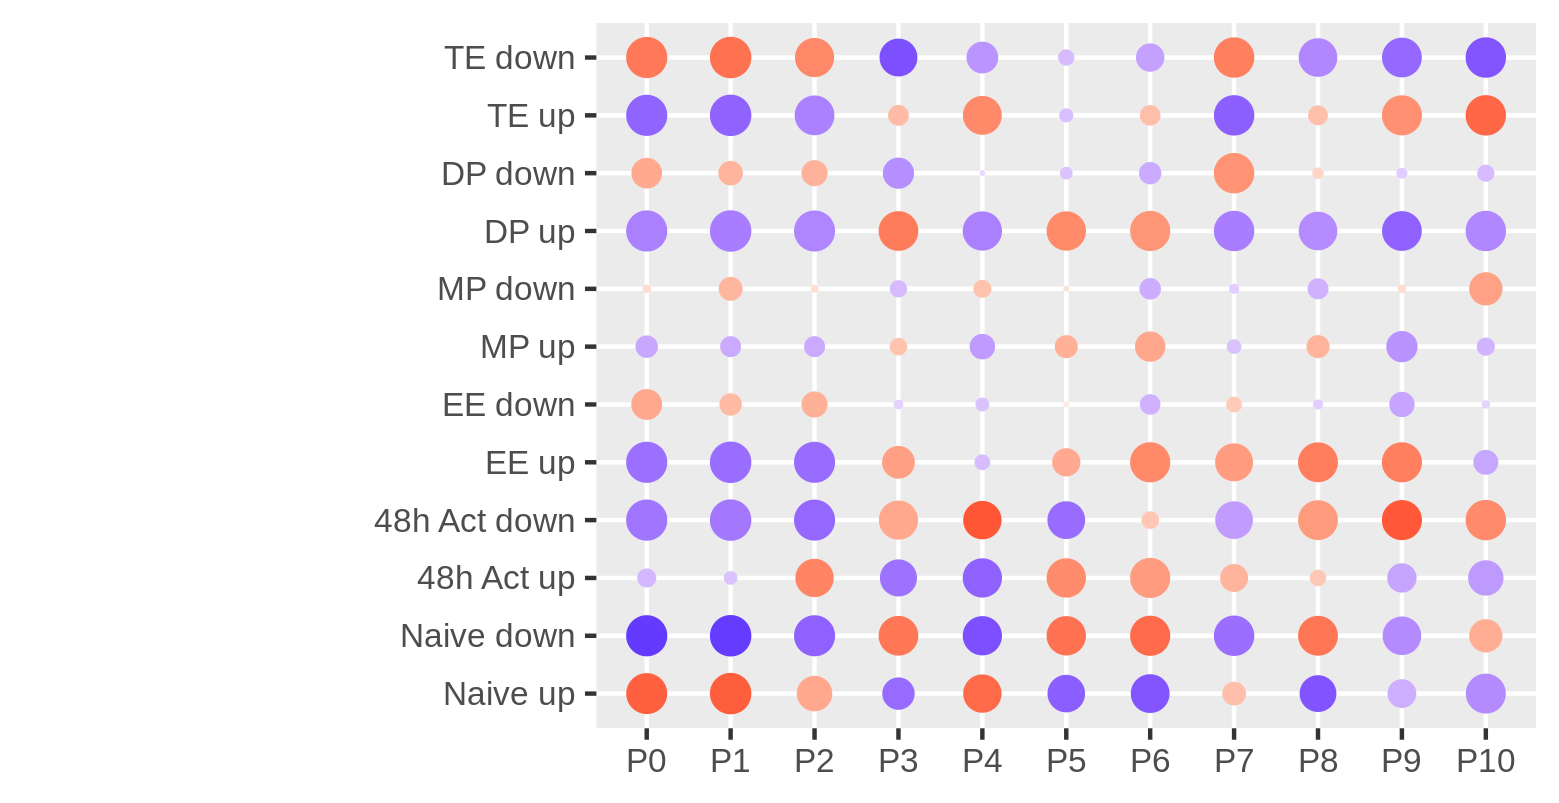 TE down
TE up
DP down
DP up
MP down
MP up
EE down
EE up
48h Act down
48h Act up
Naive down
Naive up
P0 P1 P2 P3 P4 P5 P6 P7 P8 P9 P10